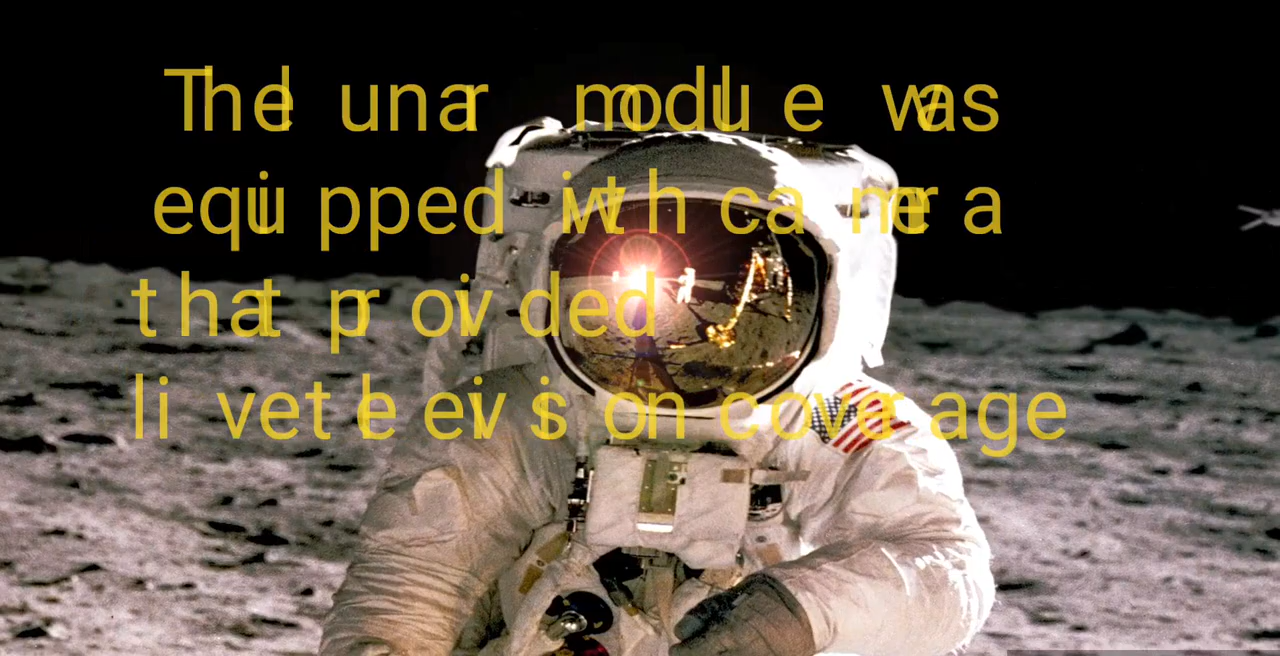 The lunar module was
equipped with camera
that provided
live television coverage